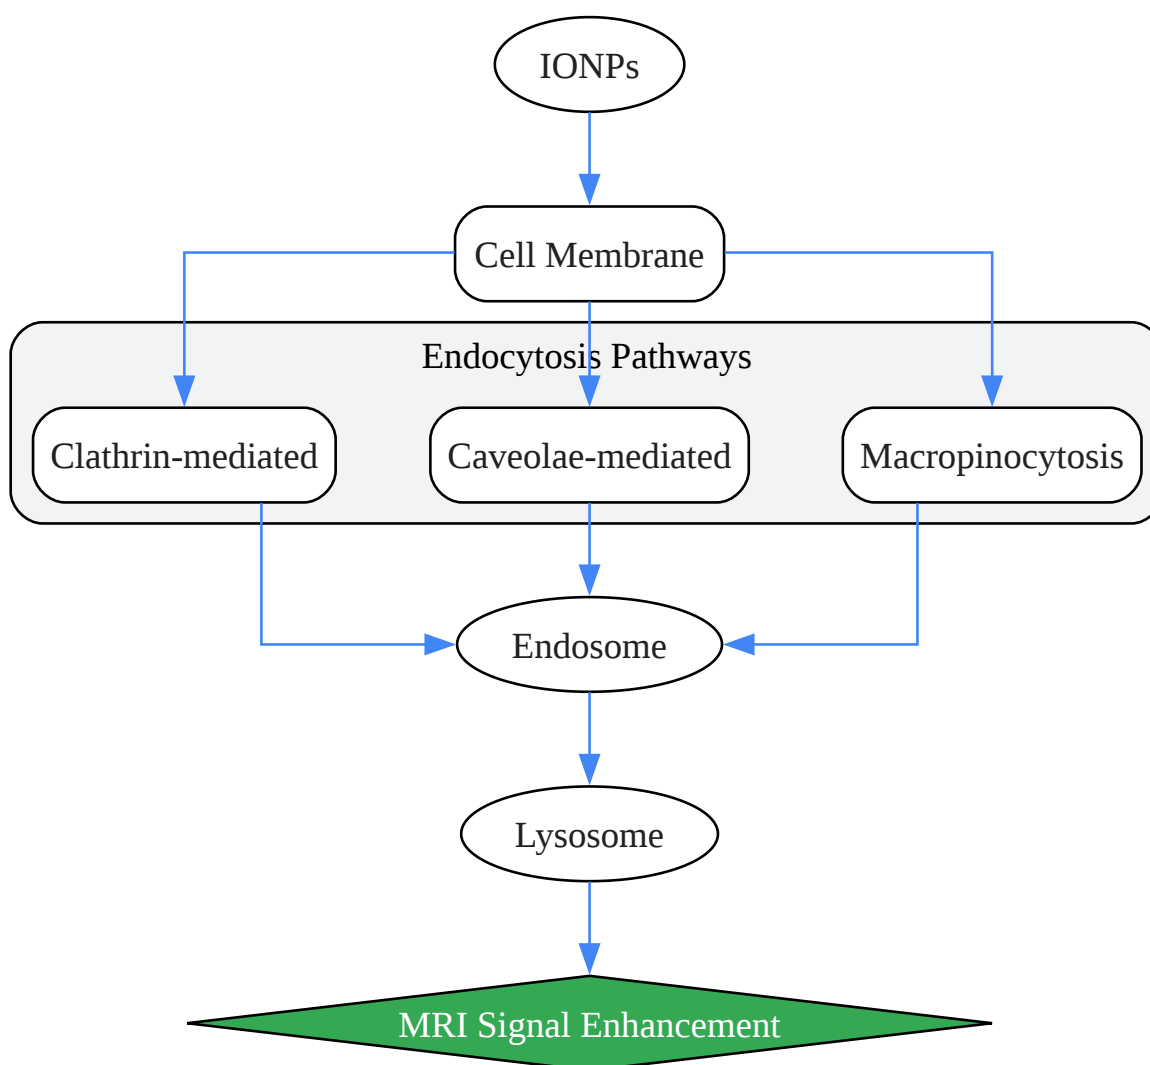 IONPs
Cell Membrane
Endocytosis Pathways
Clathrin-mediated
Caveolae-mediated
Macropinocytosis
Endosome
Lysosome
MRI Signal Enhancement